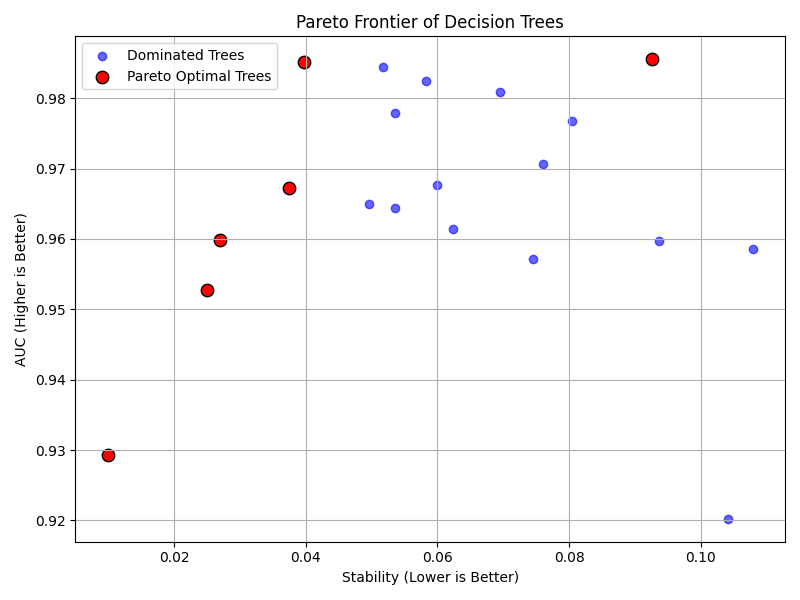 Pareto Frontier of Decision Trees
Dominated Trees
Pareto Optimal Trees
AUC (Higher is Better)
0.98
0.97
0.96
0.95
0.94
0.93
0.92
0.02 0.04 0.06 0.08 0.10
Stability (Lower is Better)